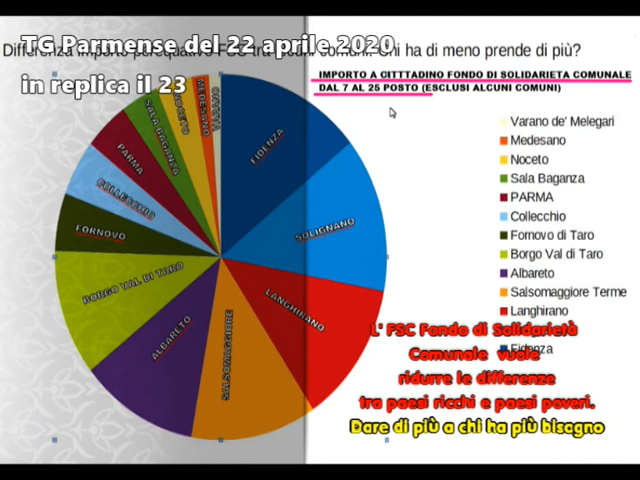 TG Parmense del 22 aprile 2020
in replica il 23
Chi ha di meno prende di più?
IMPORTO A CITTTADINO FONDO DI SOLIDARIETA COMUNALE
DAL 7 AL 25 POSTO (ESCLUSI ALCUNI COMUNI)
FIDENZA
SOLIGNANO
LANGHIRANO
SALSOMAGGIORE
ALBARETO
BORGO VAL DI TARO
FORNOVO
COLLECCHIO
PARMA
SALA BAGANZA
NOCETO
MEDESANO
Varano de' Melegari
Medesano
Noceto
Sala Baganza
PARMA
Collecchio
Fornovo di Taro
Borgo Val di Taro
Albareto
Salsomaggiore Terme
Langhirano
Fidenza
L' FSC Fondo di Solidarietà
Comunale vuole
ridurre le differenze
tra paesi ricchi e paesi poveri.
Dare di più a chi ha più bisagno